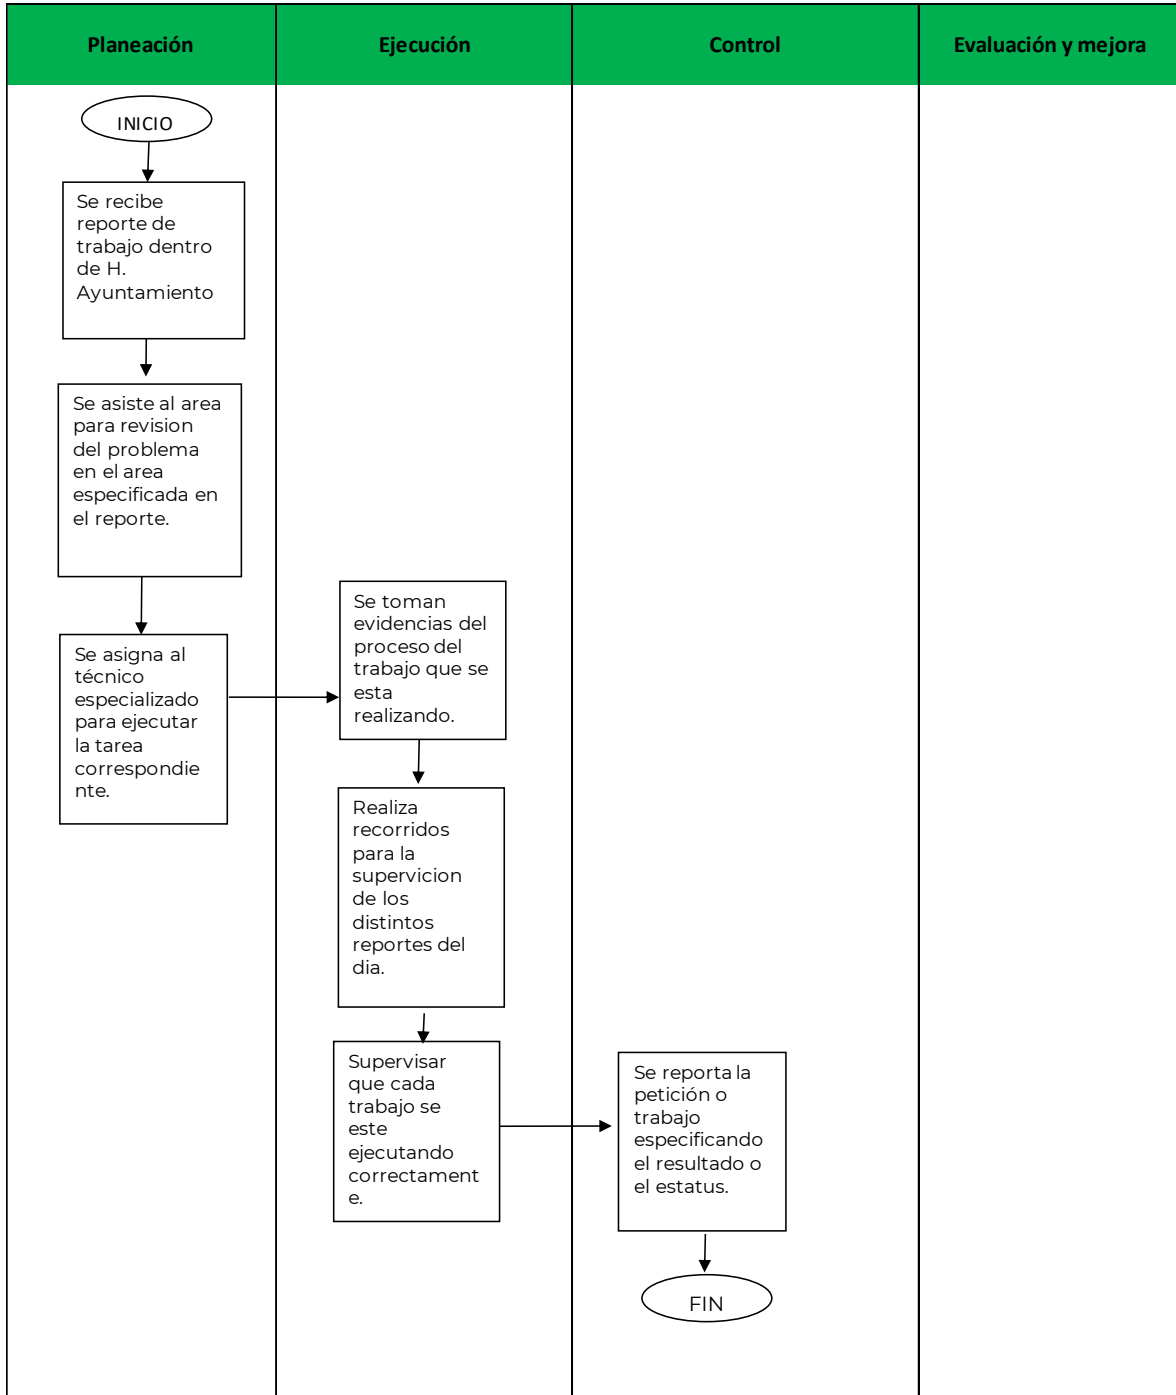 Planeación
Ejecución
Control
Evaluación y mejora
INICIO
Se recibe
reporte de
trabajo dentro
de H.
Ayuntamiento
Se asiste al area
para revision
del problema
en el area
especificada en
el reporte.
Se asigna al
técnico
especializado
para ejecutar
la tarea
correspondie
nte.
Se toman
evidencias del
proceso del
trabajo que se
esta
realizando.
Realiza
recorridos
para la
supervicion
de los
distintos
reportes del
dia.
Supervisar
que cada
trabajo se
este
ejecutando
correctament
e.
Se reporta la
petición o
trabajo
especificando
el resultado o
el estatus.
FIN